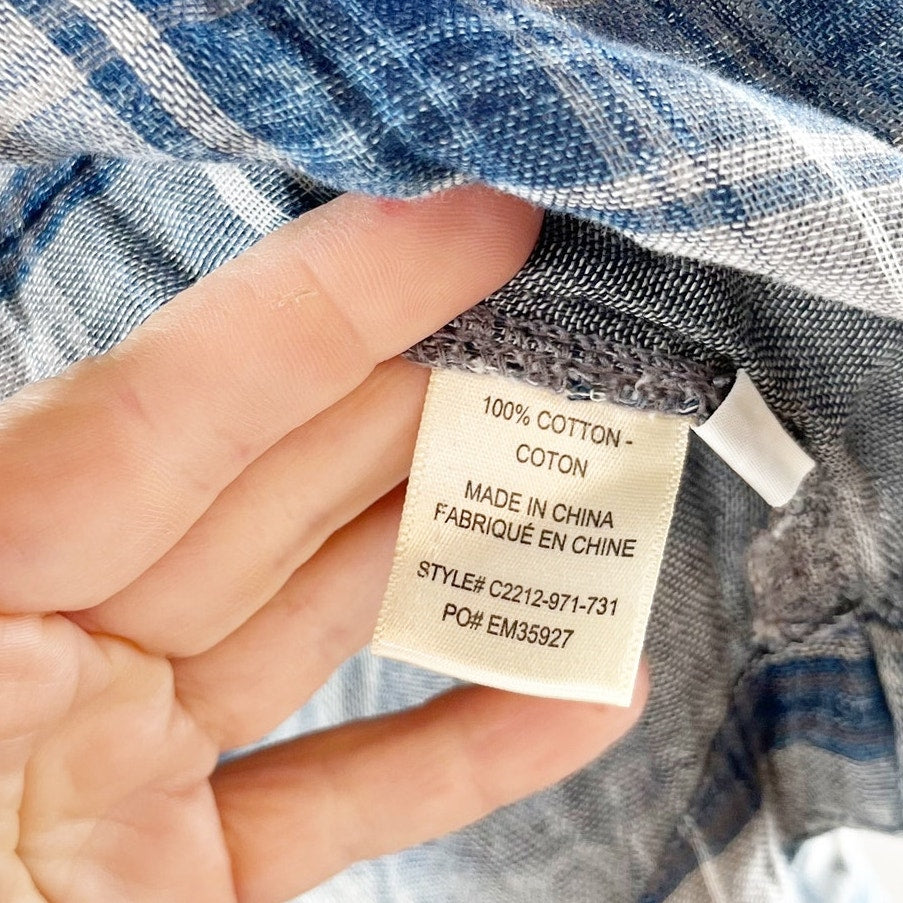 100% COTTON -
COTON
MADE IN CHINA
FABRIQUÉ EN CHINE
STYLE# C2212-971-731
PO# EM35927